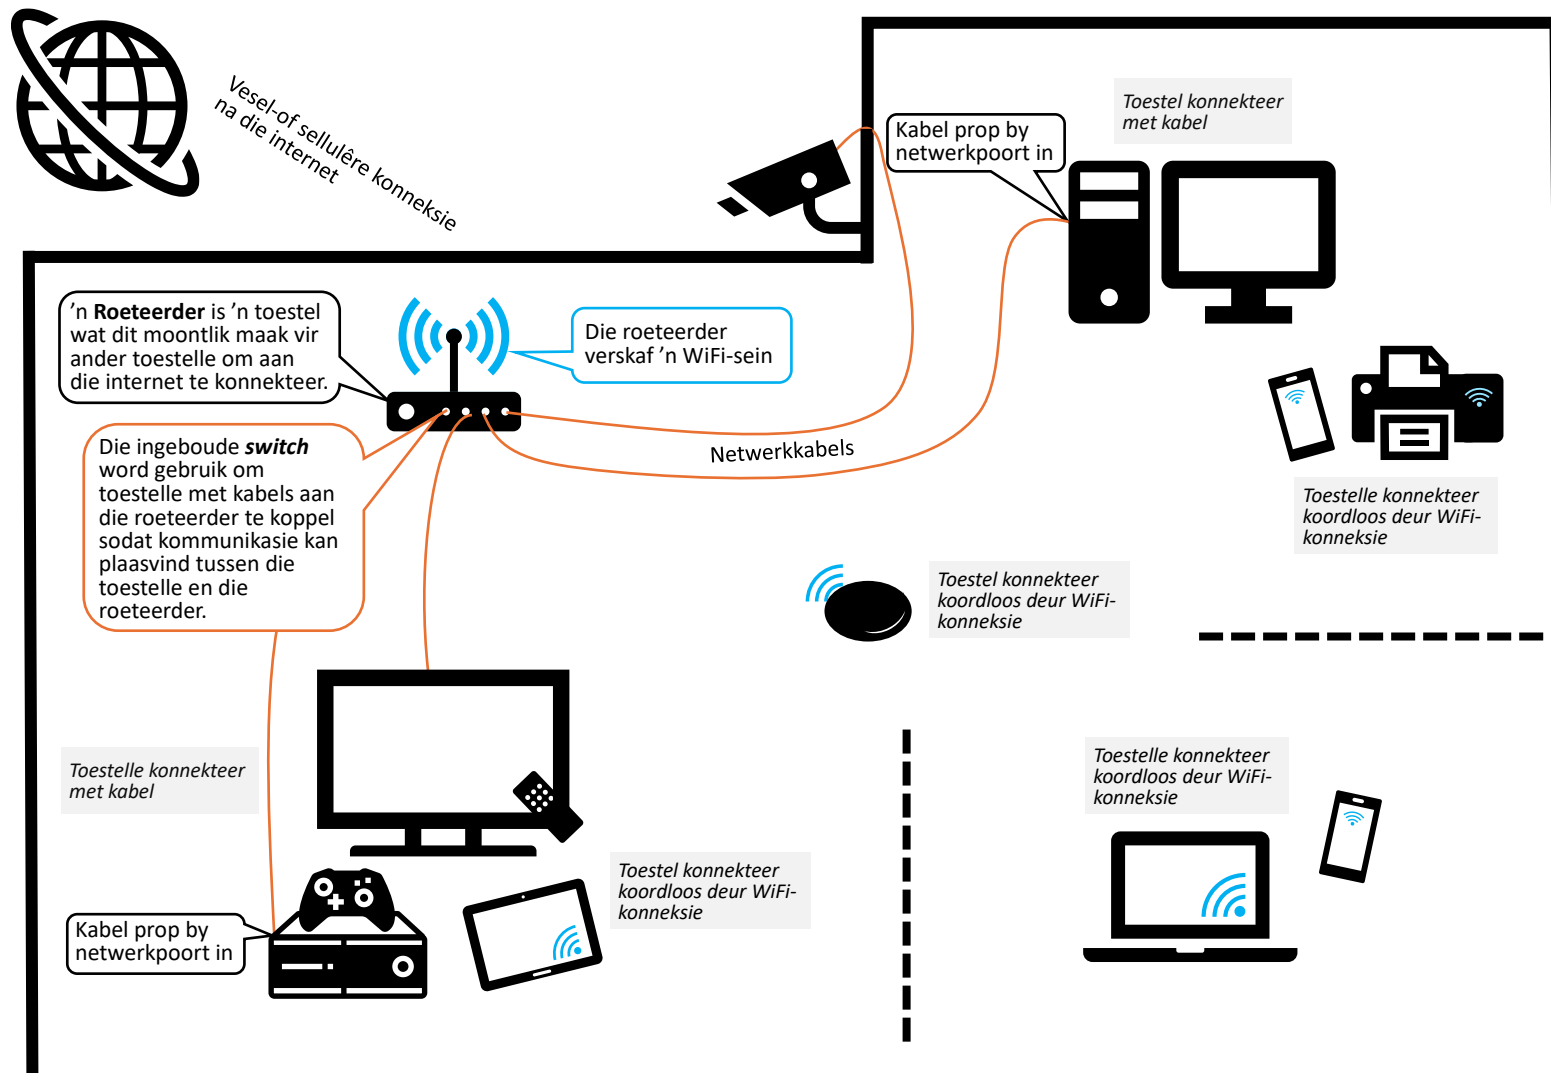 Vesel-of sellulêre konneksie
na die internet
Toestel konnekteer
met kabel
Kabel prop by
netwerkpoort in
’n Roeteerder is ’n toestel
wat dit moontlik maak vir
ander toestelle om aan
die internet te konnekteer.
Die roeteerder
verskaf ’n WiFi-sein
Die ingeboude switch
word gebruik om
toestelle met kabels aan
die roeteerder te koppel
sodat kommunikasie kan
plaasvind tussen die
toestelle en die
roeteerder.
Netwerkkabels
Toestelle konnekteer
koordloos deur WiFi-
konneksie
Toestel konnekteer
koordloos deur WiFi-
konneksie
Toestelle konnekteer
met kabel
Toestelle konnekteer
koordloos deur WiFi-
konneksie
Toestel konnekteer
koordloos deur WiFi-
konneksie
Kabel prop by
netwerkpoort in